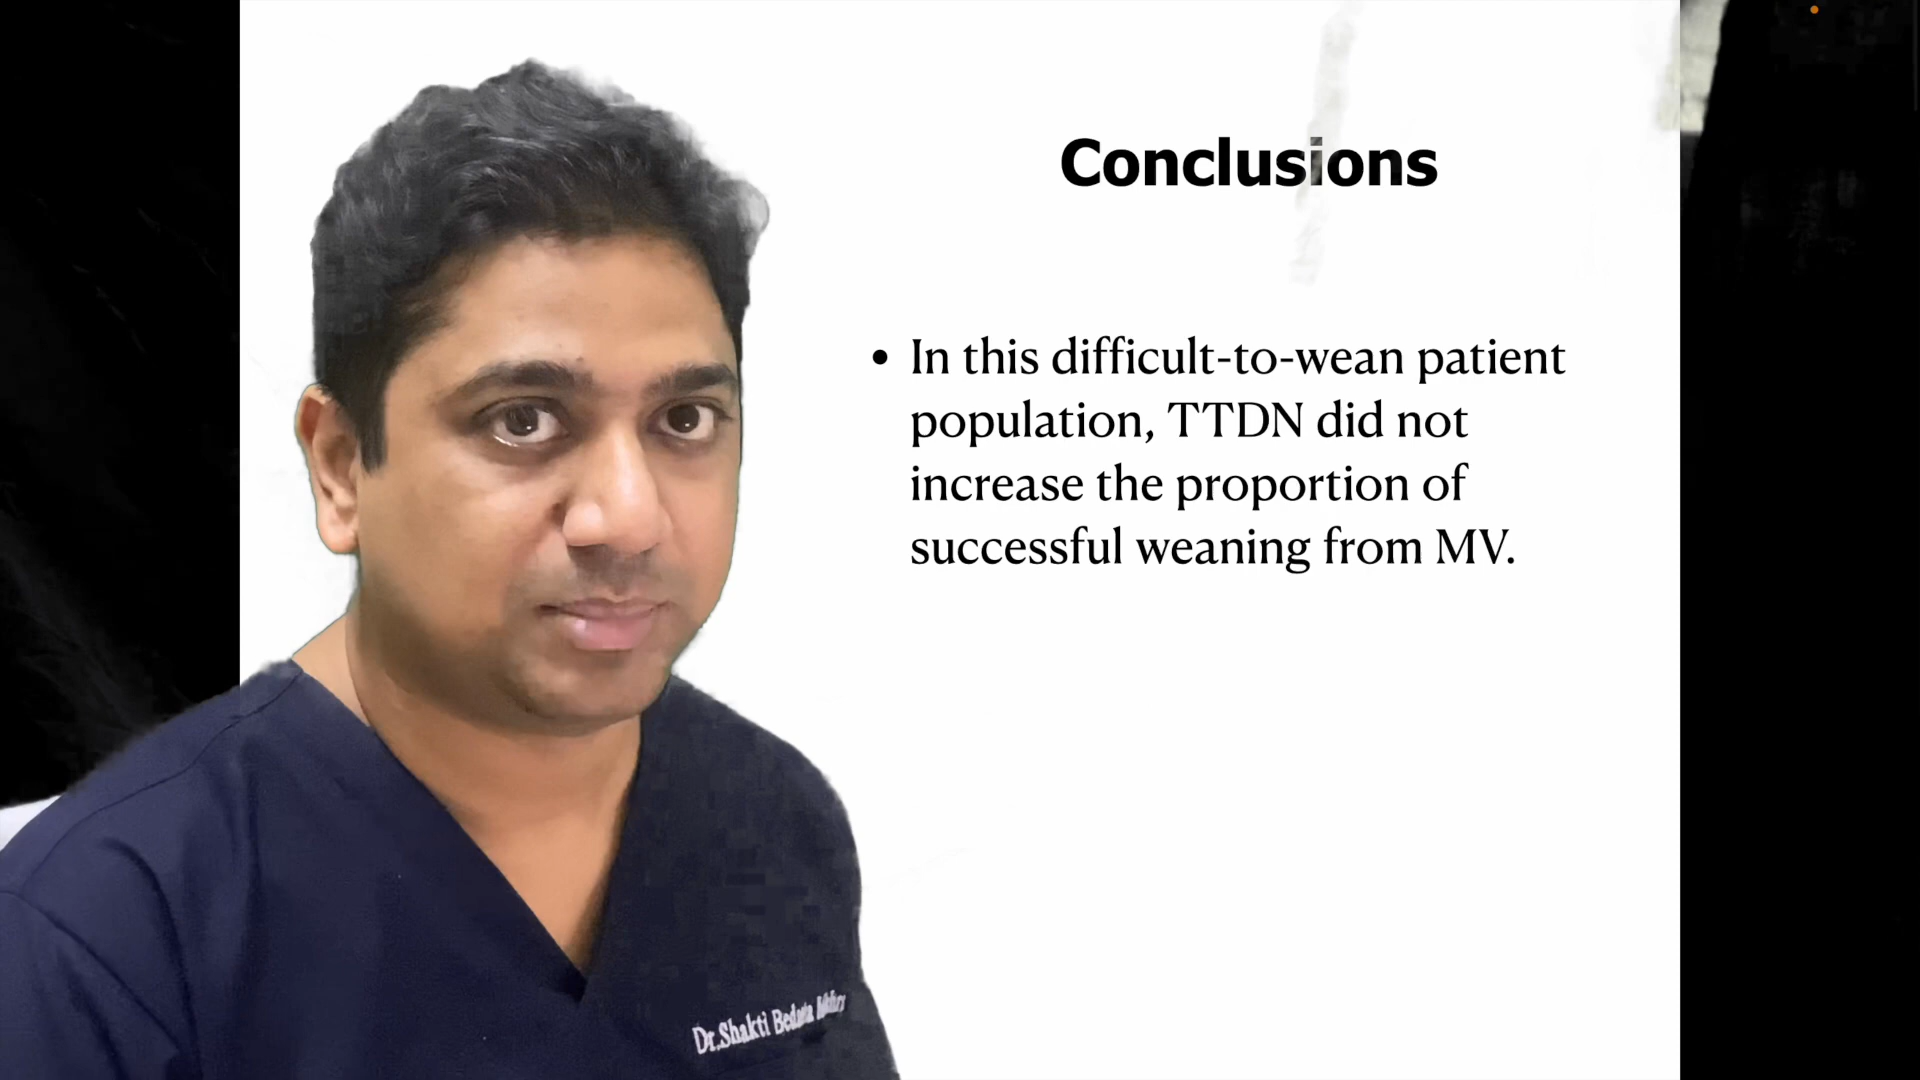 Conclusions
• In this difficult-to-wean patient
population, TTDN did not
increase the proportion of
successful weaning from MV.
Dr.Shakti Bedanta